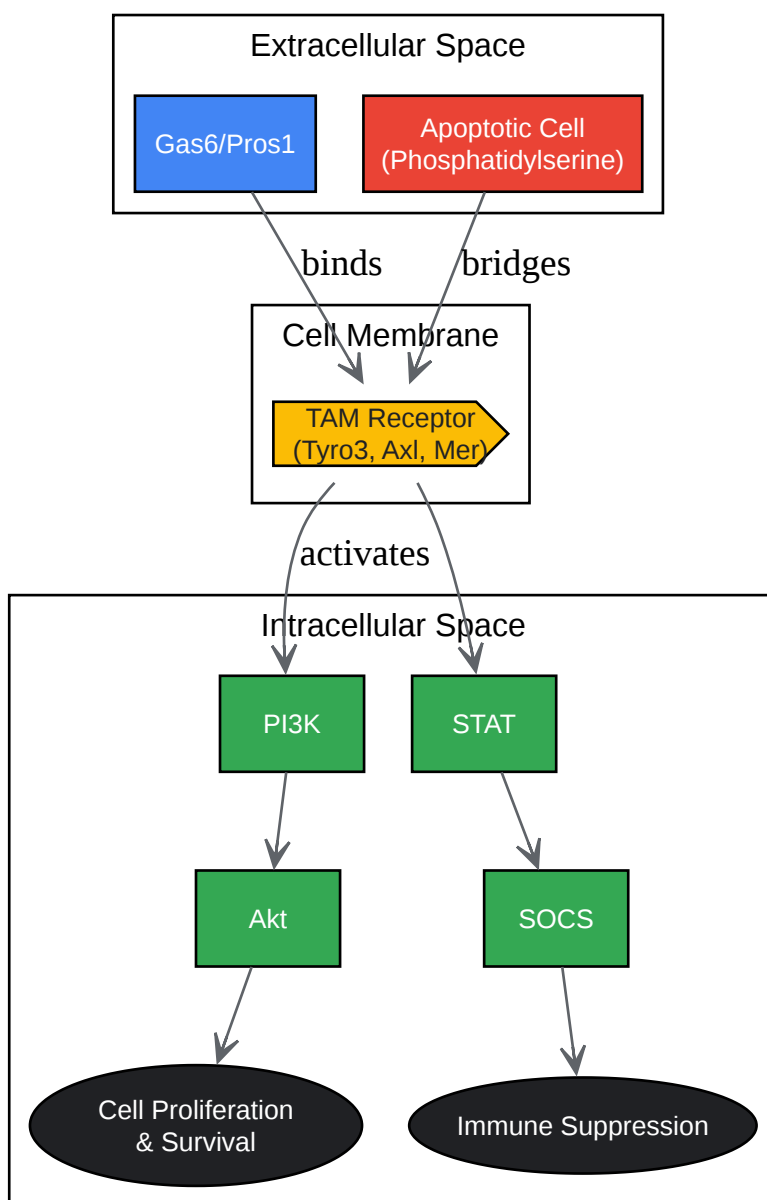 Extracellular Space
Gas6/Pros1
Apoptotic Cell
(Phosphatidylserine)
binds
bridges
Cell Membrane
TAM Receptor
(Tyro3, Axl, Mer)
activates
Intracellular Space
PI3K
STAT
Akt
SOCS
Cell Proliferation
& Survival
Immune Suppression